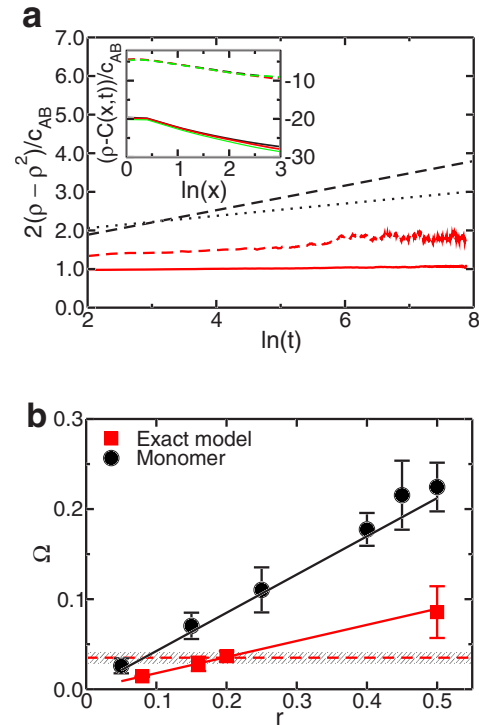 a
7.0
6.0
5.0
4.0
3.0
2.0
1.0
0.0
2(ρ − ρ²)/c_AB
2
4
6
8
ln(t)
(ρ-C(x,t))/c_AB
-10
-20
-30
0
1
2
3
ln(x)
b
0.3
0.2
0.1
0
Ω
Exact model
Monomer
0
0.1
0.2
0.3
0.4
0.5
r